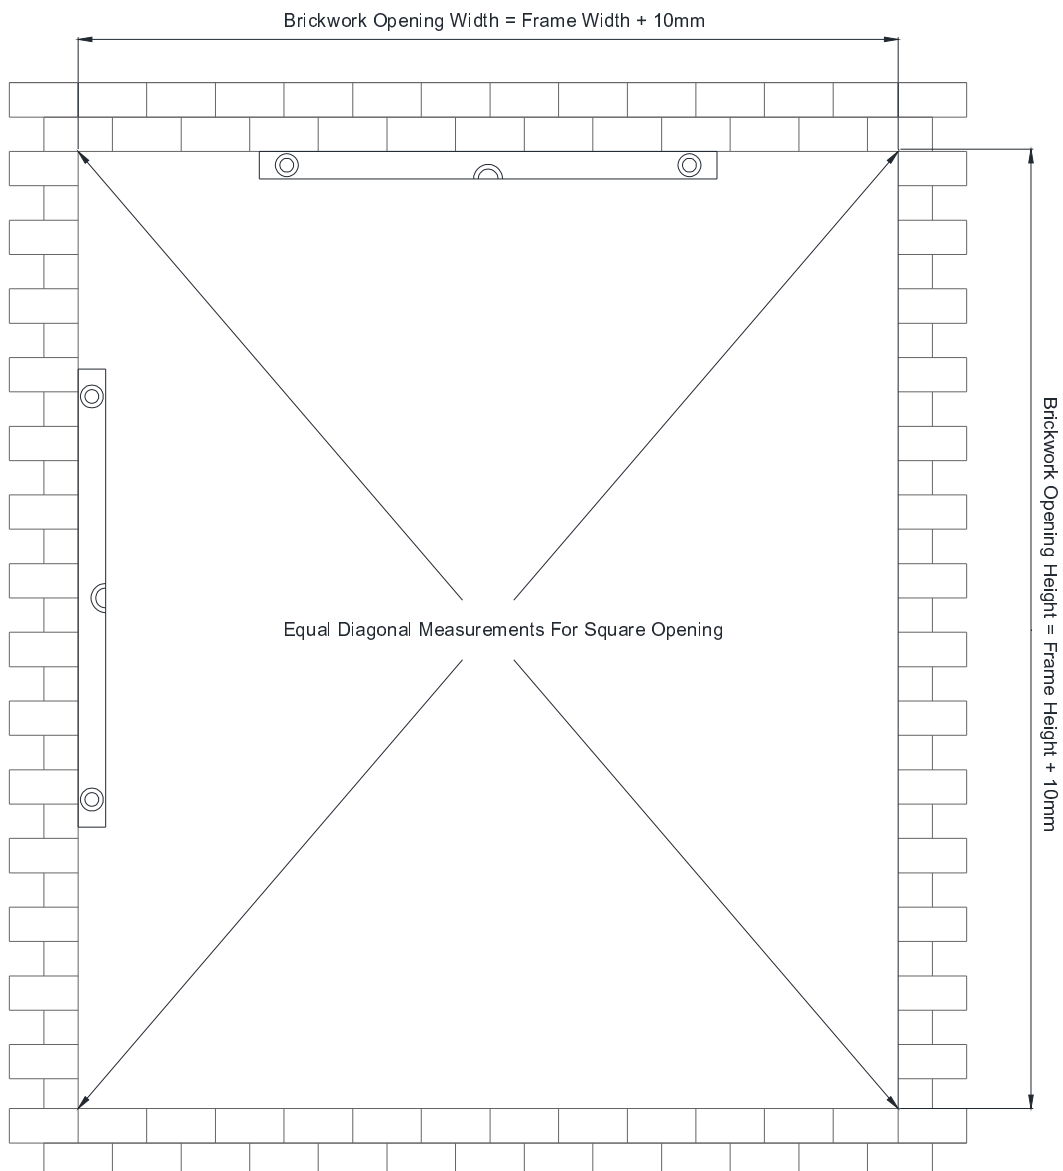 Brickwork Opening Width = Frame Width + 10mm
Equal Diagonal Measurements For Square Opening
Brickwork Opening Height = Frame Height + 10mm